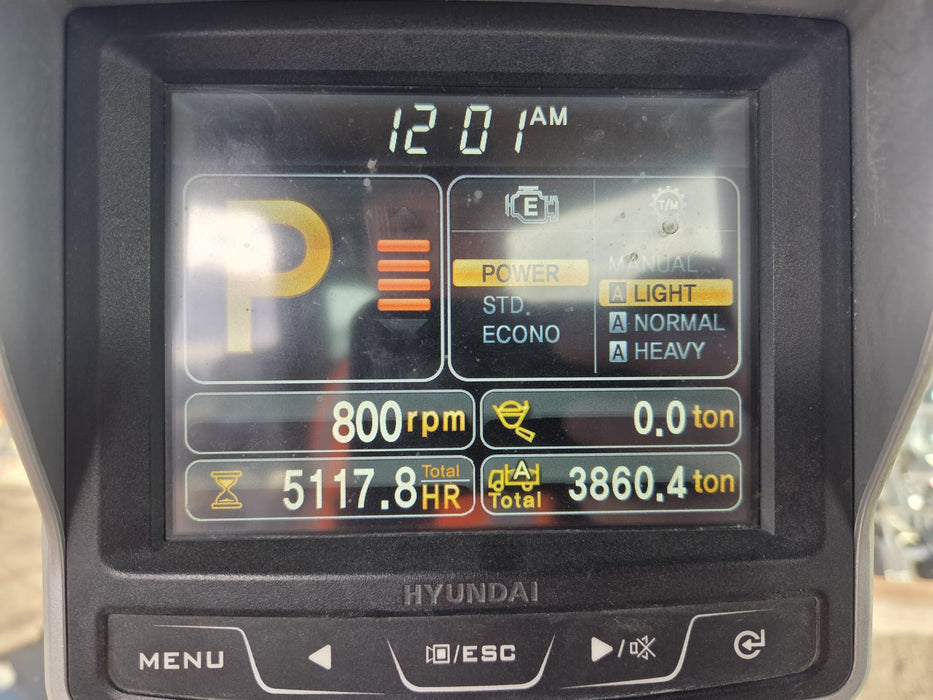 12 01 AM
P
E
T/M
POWER
STD.
ECONO
MANUAL
A LIGHT
A NORMAL
A HEAVY
800 rpm
0.0 ton
5117.8 Total HR
A Total 3860.4 ton
HYUNDAI
MENU
/ESC
/